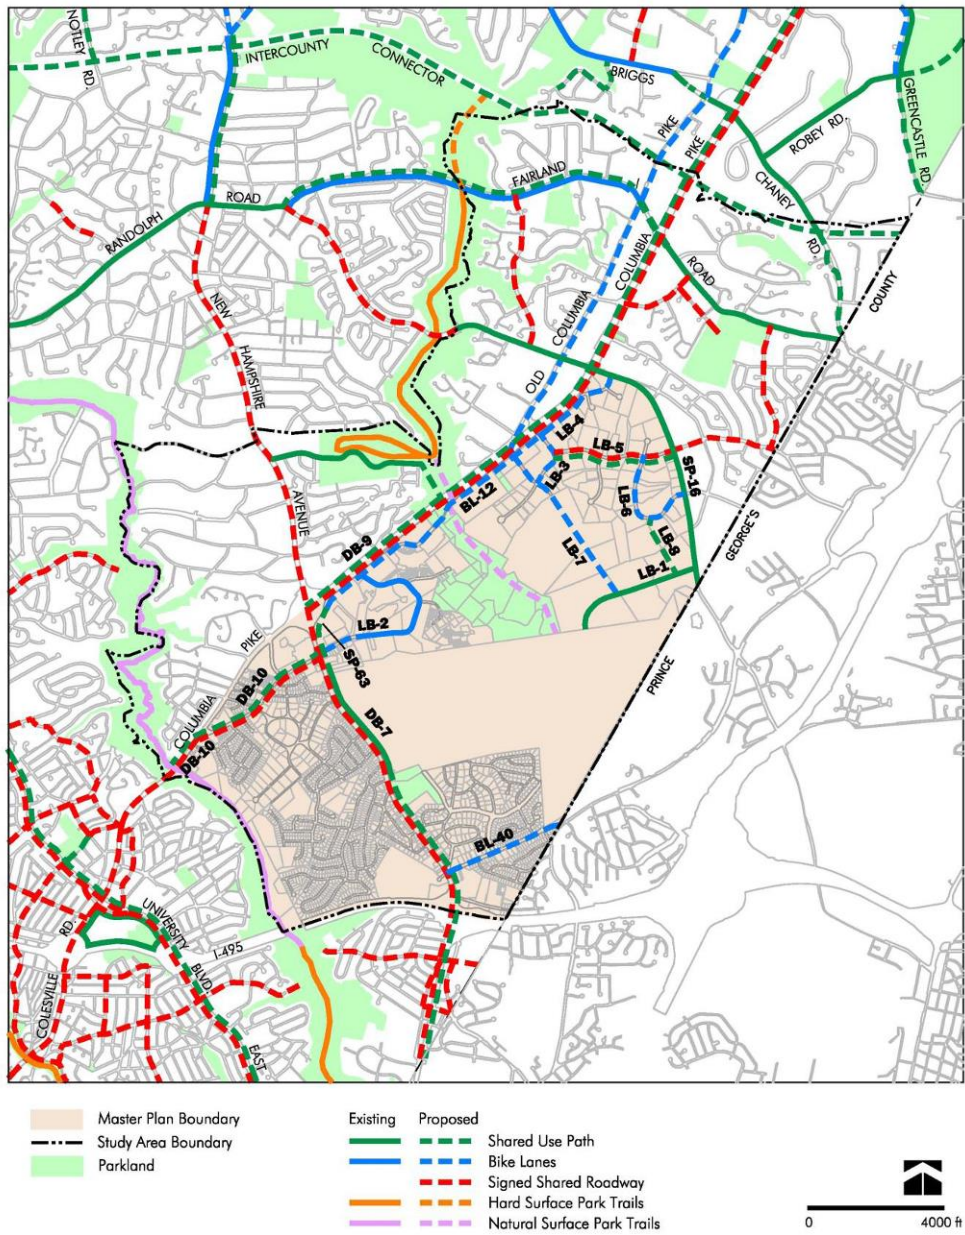 NOTLEY RD.
INTERCOUNTY
CONNECTOR
BRIGGS
PIKE
PIKE
CHANEY
RD.
ROBEY RD.
GREENCASTLE RD.
RANDOLPH
ROAD
FAIRLAND
ROAD
COLUMBIA
COLUMBIA
OLD
COUNTY
NEW
HAMPSHIRE
AVENUE
LB-4
LB-5
LB-3
SP-16
BL-12
LB-6
LB-7
LB-8
LB-1
DB-9
GEORGE'S
PRINCE
LB-2
PIKE
SP-63
DB-10
COLUMBIA
DB-10
DB-7
BL-40
UNIVERSITY
BLVD.
EAST
RD.
COLESVILLE
I-495
Master Plan Boundary
Study Area Boundary
Parkland
Existing Proposed
Shared Use Path
Bike Lanes
Signed Shared Roadway
Hard Surface Park Trails
Natural Surface Park Trails
0 4000 ft